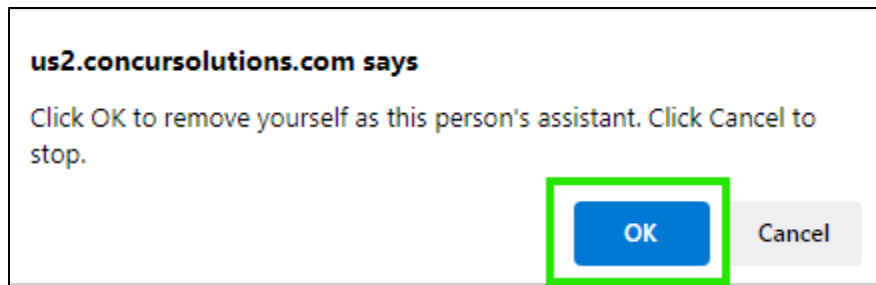 us2.concursolutions.com says
Click OK to remove yourself as this person's assistant. Click Cancel to
stop.
OK Cancel